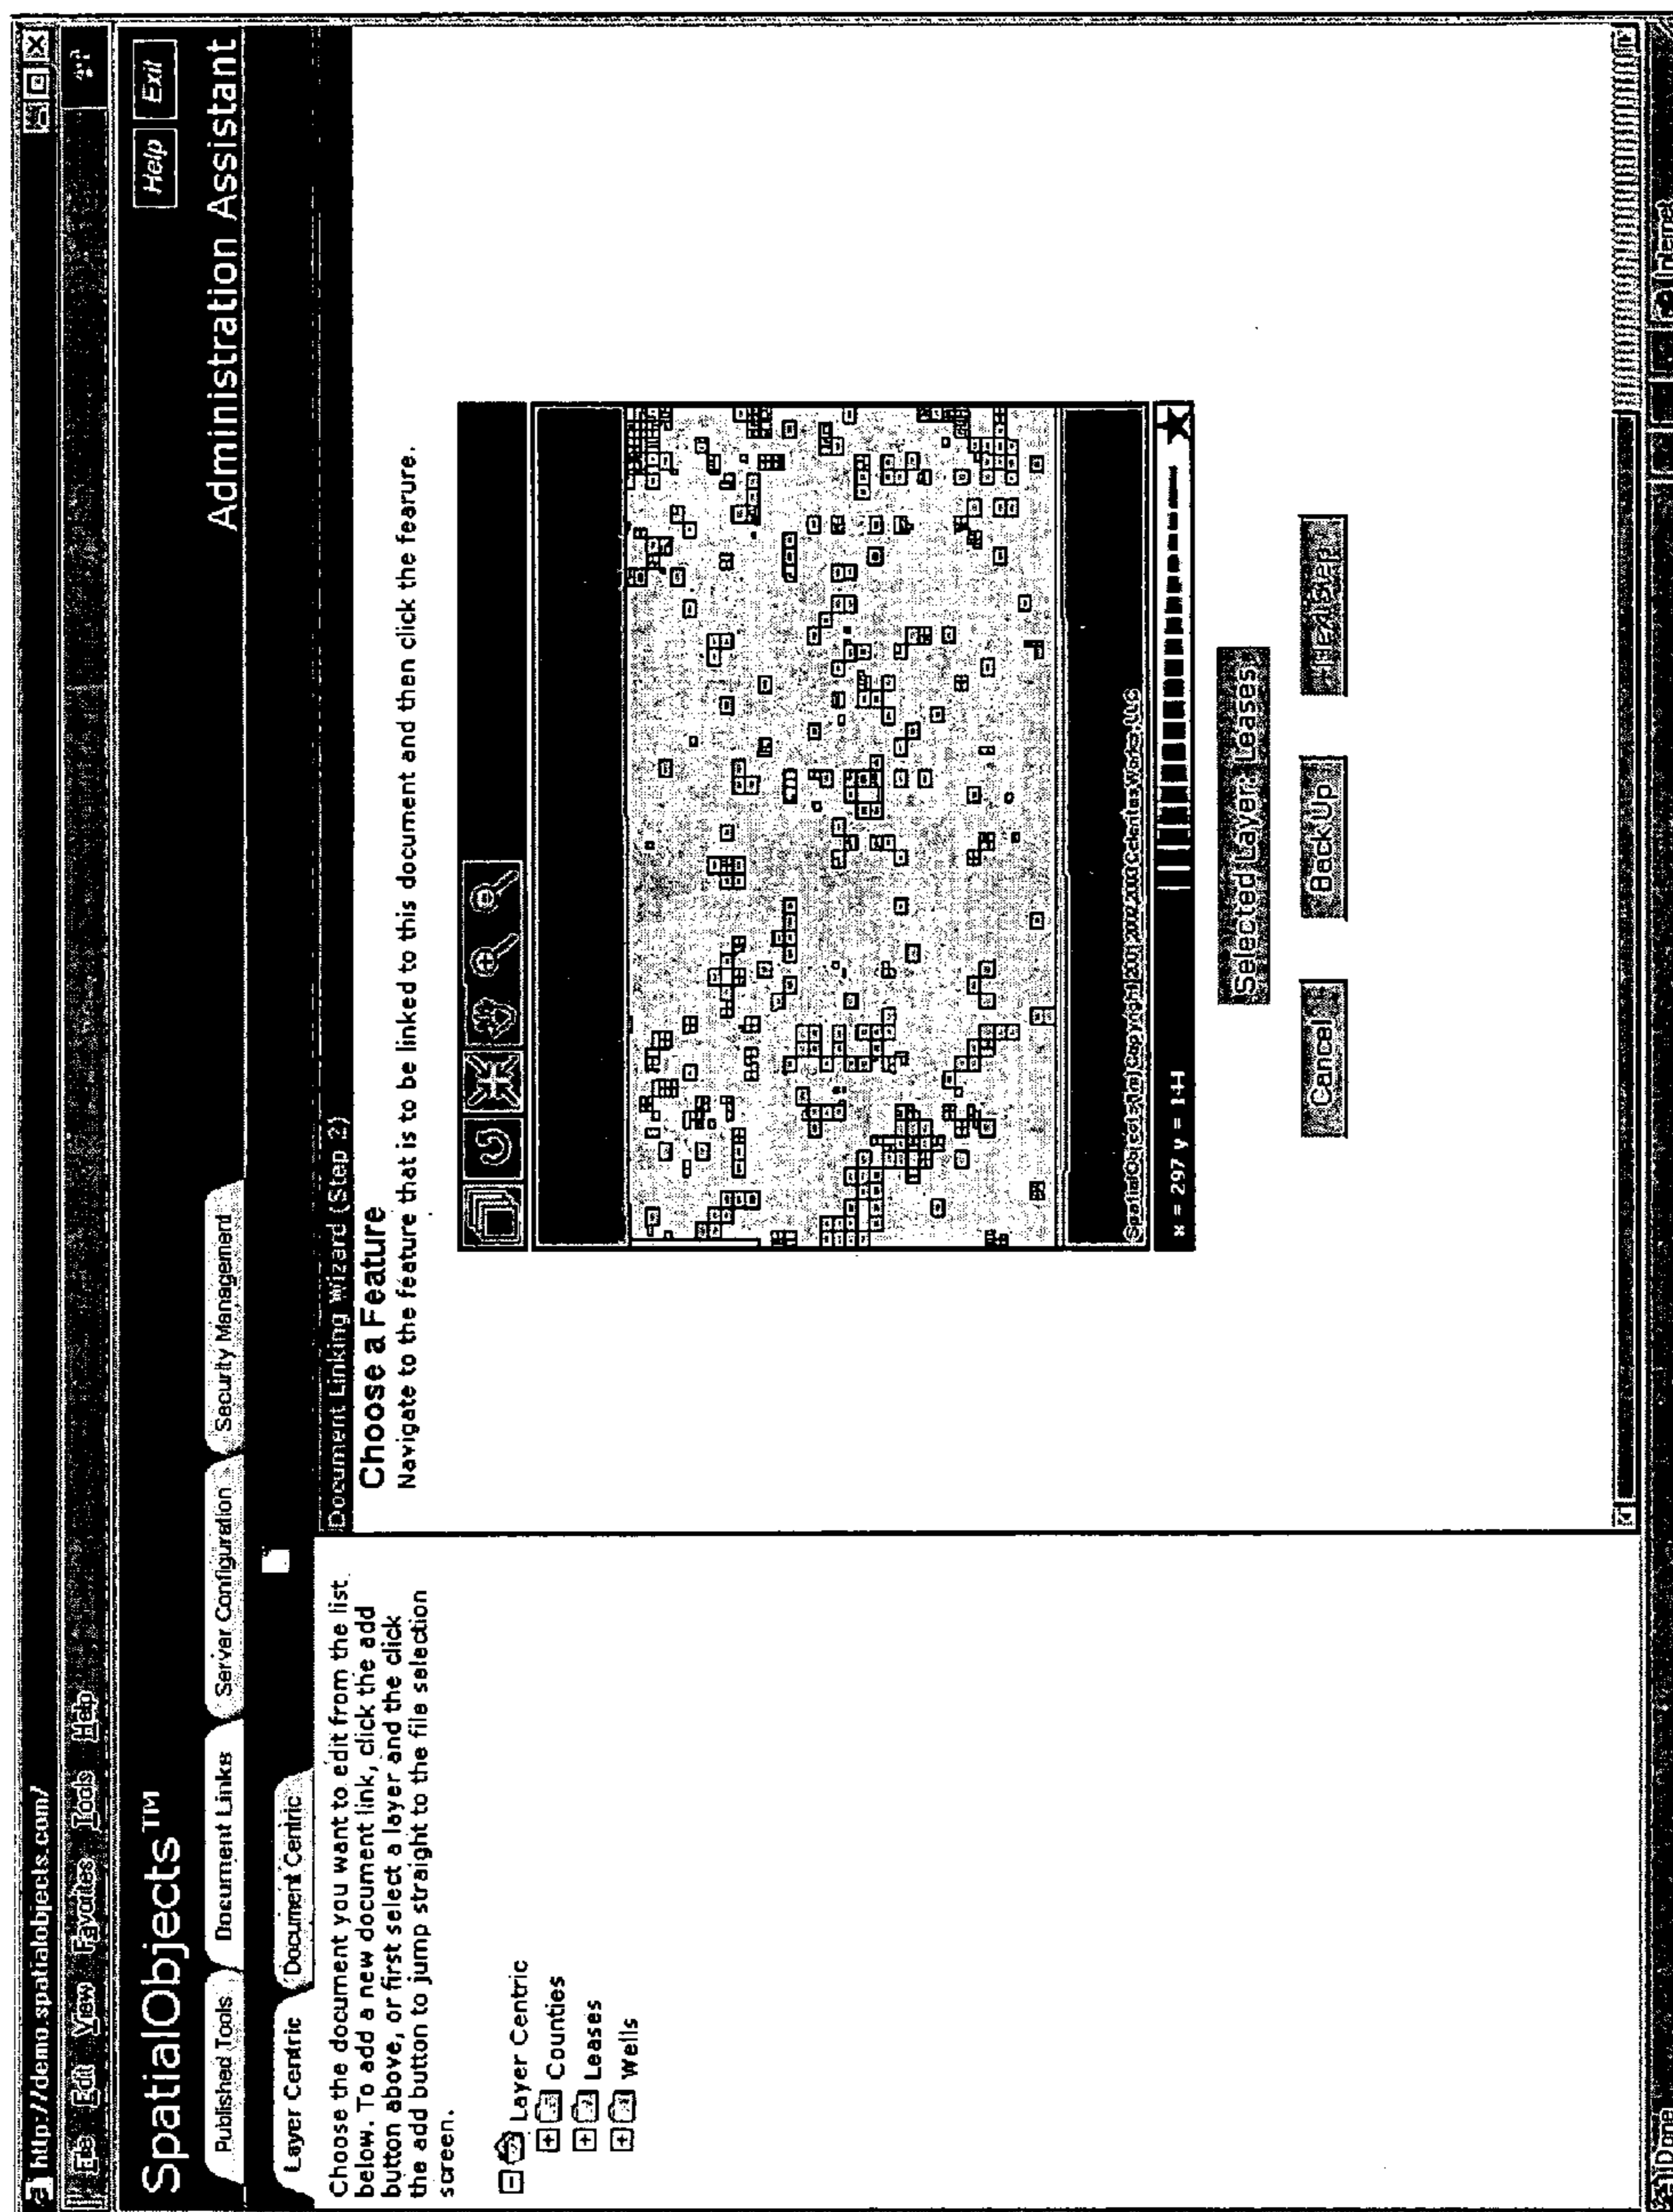 http://demo.spatialobjects.com/
File Edit View Favorites Tools Help
SpatialObjects™
Help Exit
Published Tools Document Links Server Configuration Security Management
Administration Assistant
Layer Centric Document Centric
Choose the document you want to edit from the list
below. To add a new document link, click the add
button above, or first select a layer and the click
the add button to jump straight to the file selection
screen.
Layer Centric
Counties
Leases
Wells
Document Linking Wizard (Step 2)
Choose a Feature
Navigate to the feature that is to be linked to this document and then click the fearure.
x = 297 y = 144
Selected Layer: Leases
Cancel Back Up Next Step
Done Internet